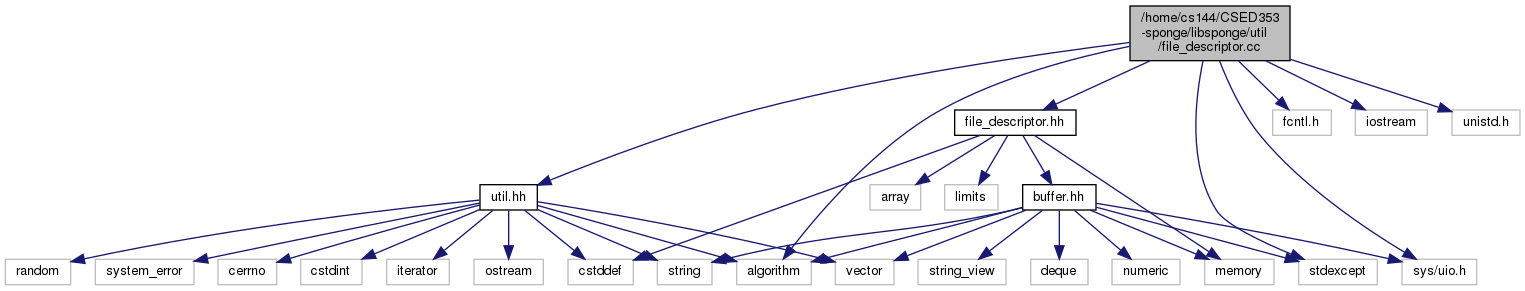 /home/cs144/CSED353
-sponge/libsponge/util
/file_descriptor.cc
file_descriptor.hh
fcntl.h
iostream
unistd.h
util.hh
array
limits
buffer.hh
random
system_error
cerrno
cstdint
iterator
ostream
cstddef
string
algorithm
vector
string_view
deque
numeric
memory
stdexcept
sys/uio.h